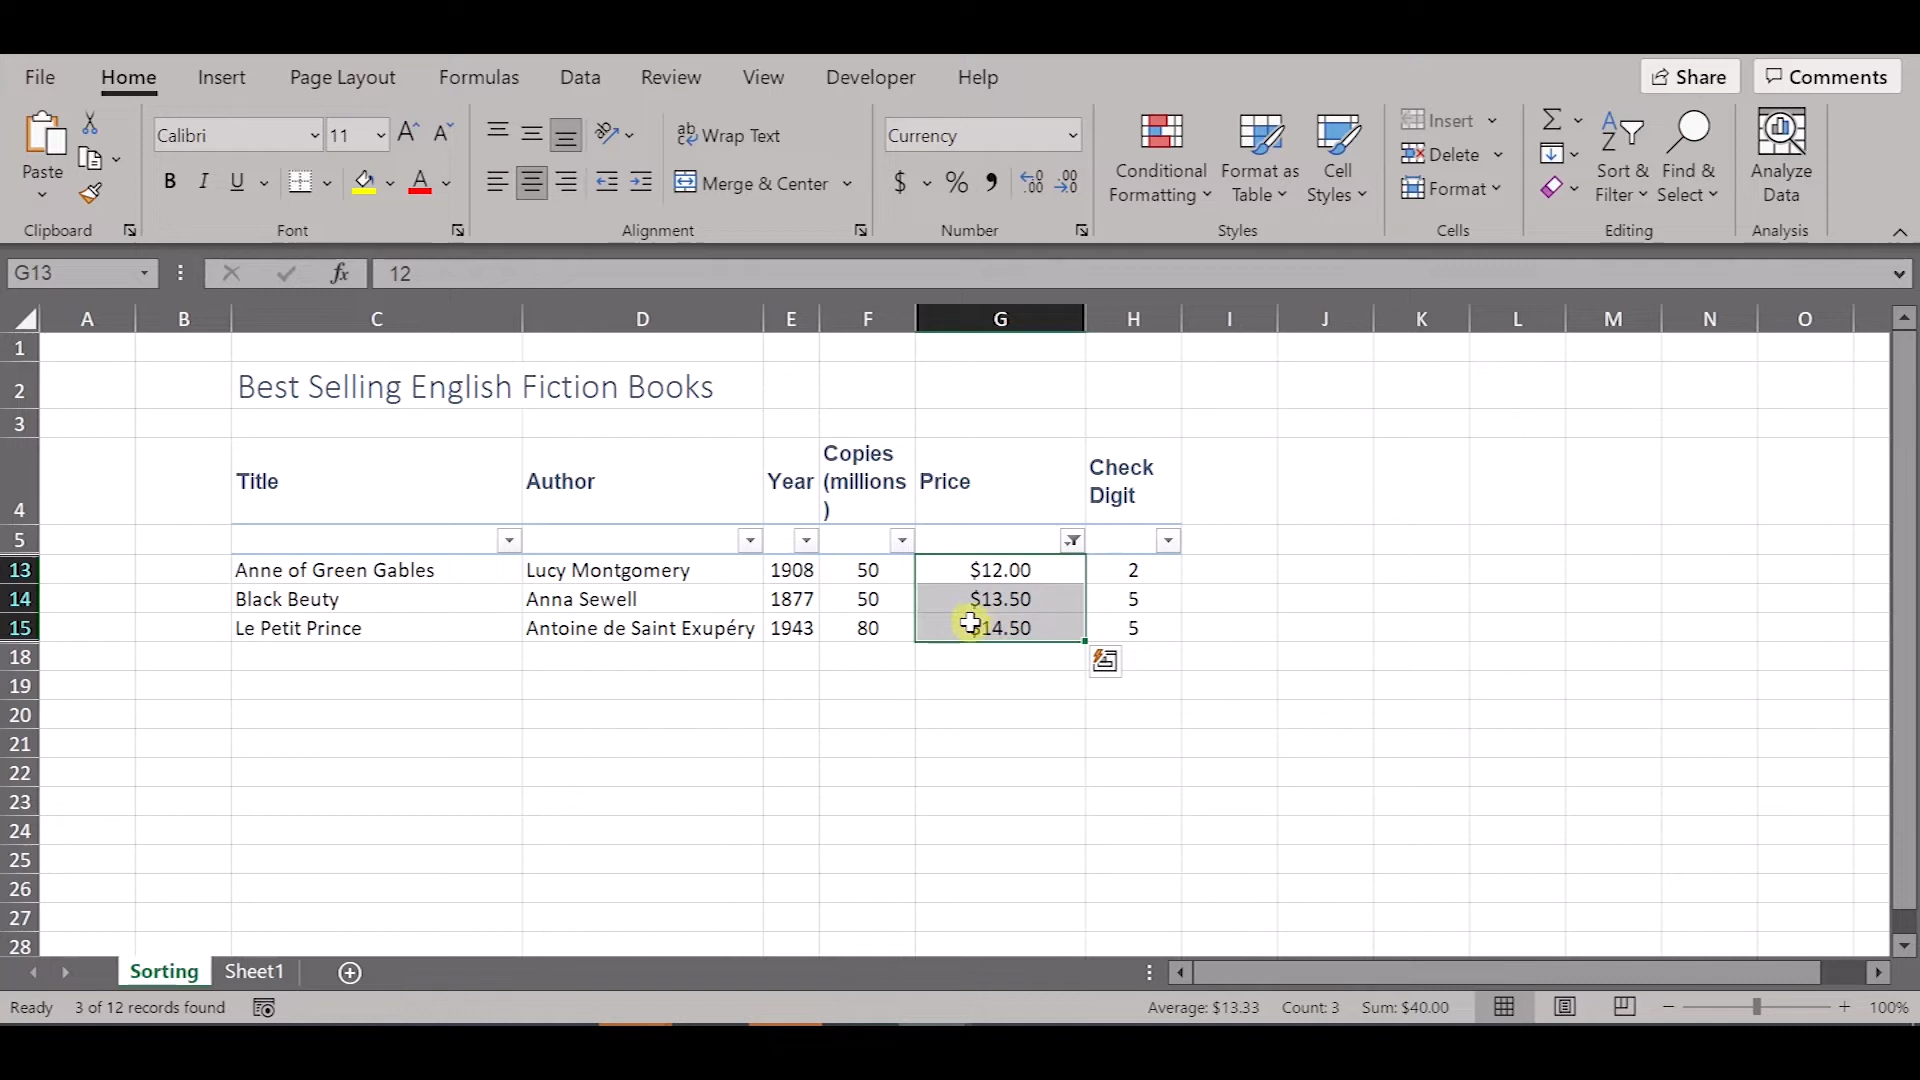 File Home Insert Page Layout Formulas Data Review View Developer Help Share Comments
Paste
Clipboard
Calibri 11
B I U
Font
Wrap Text
Merge & Center
Alignment
Currency
$ % ,
Number
Conditional Formatting
Format as Table
Cell Styles
Styles
Insert
Delete
Format
Cells
Sort & Filter
Find & Select
Editing
Analyze Data
Analysis
G13 fx 12
A B C D E F G H I J K L M N O
1
2 Best Selling English Fiction Books
3
4 Title Author Year Copies (millions) Price Check Digit
5
13 Anne of Green Gables Lucy Montgomery 1908 50 $12.00 2
14 Black Beuty Anna Sewell 1877 50 $13.50 5
15 Le Petit Prince Antoine de Saint Exupéry 1943 80 $14.50 5
18
19
20
21
22
23
24
25
26
27
28
Sorting Sheet1
Ready 3 of 12 records found Average: $13.33 Count: 3 Sum: $40.00 100%